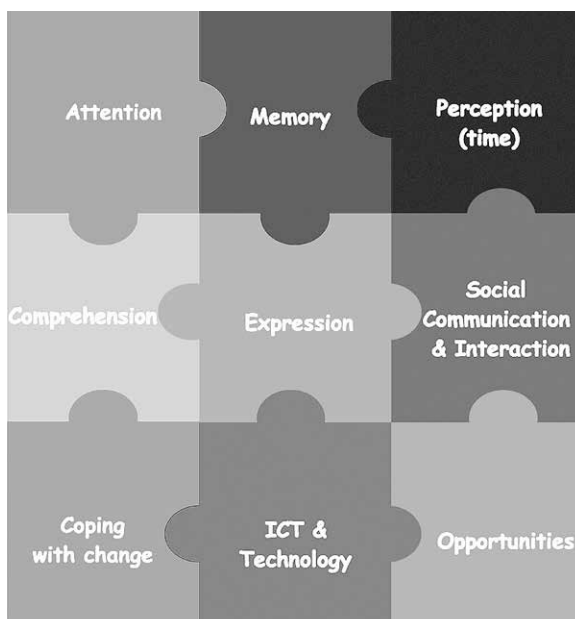 Attention
Memory
Perception
(time)
Comprehension
Expression
Social
Communication
& Interaction
Coping
with change
ICT &
Technology
Opportunities